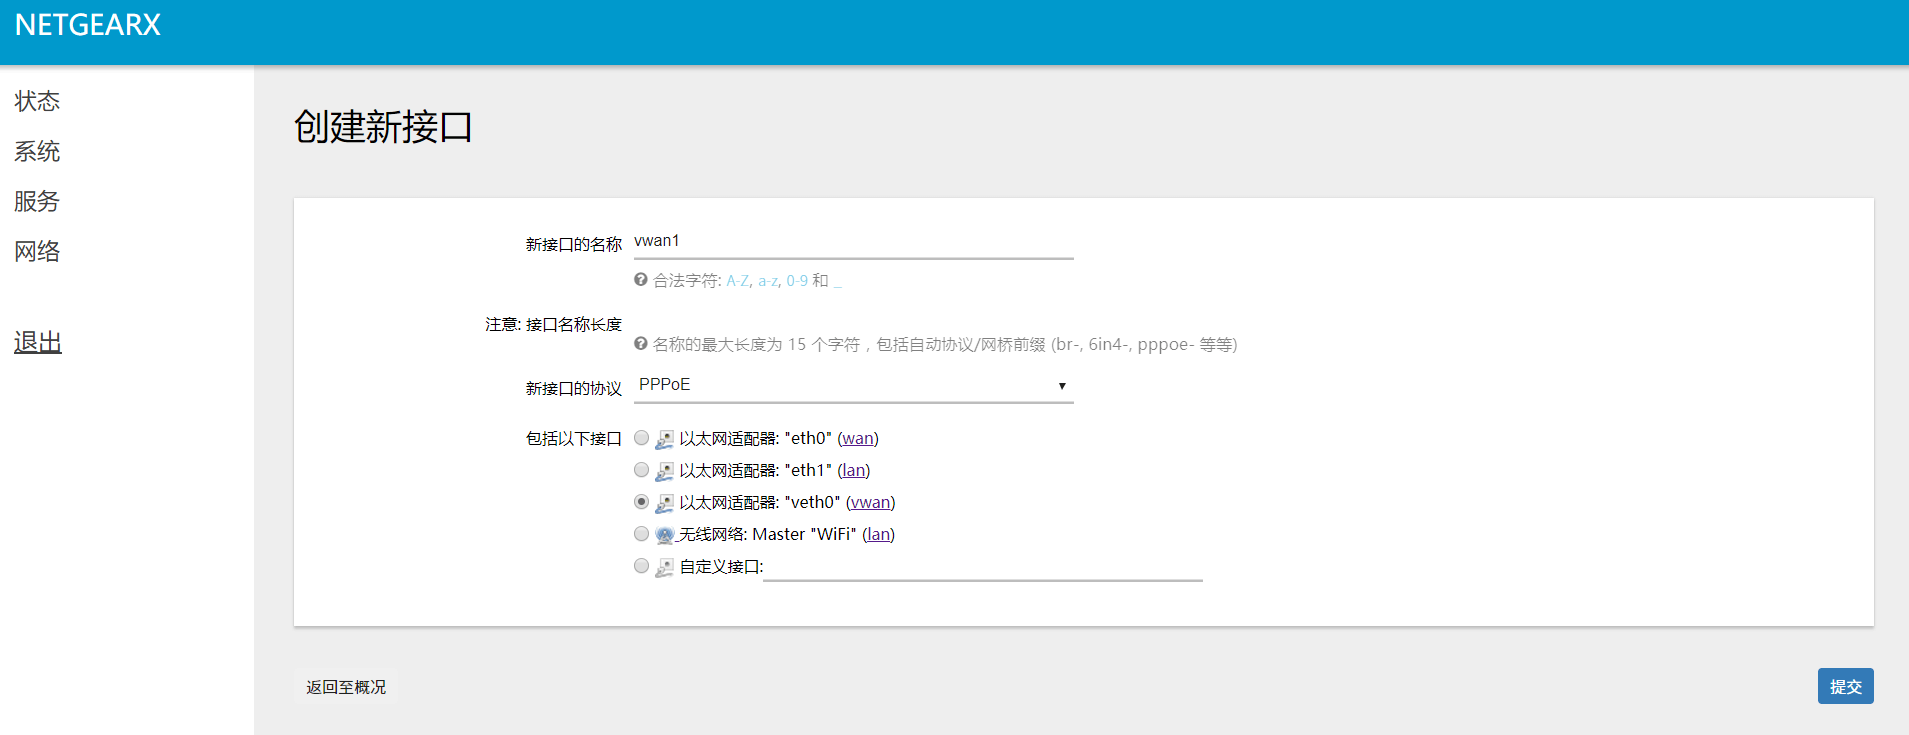 NETGEARX
状态
系统
服务
网络
退出
创建新接口
新接口的名称 vwan1
合法字符: A-Z, a-z, 0-9 和 _
注意: 接口名称长度
名称的最大长度为 15 个字符，包括自动协议/网桥前缀 (br-, 6in4-, pppoe- 等等)
新接口的协议 PPPoE
包括以下接口 以太网适配器: "eth0" (wan)
以太网适配器: "eth1" (lan)
以太网适配器: "veth0" (vwan)
无线网络: Master "WiFi" (lan)
自定义接口:
返回至概况 提交